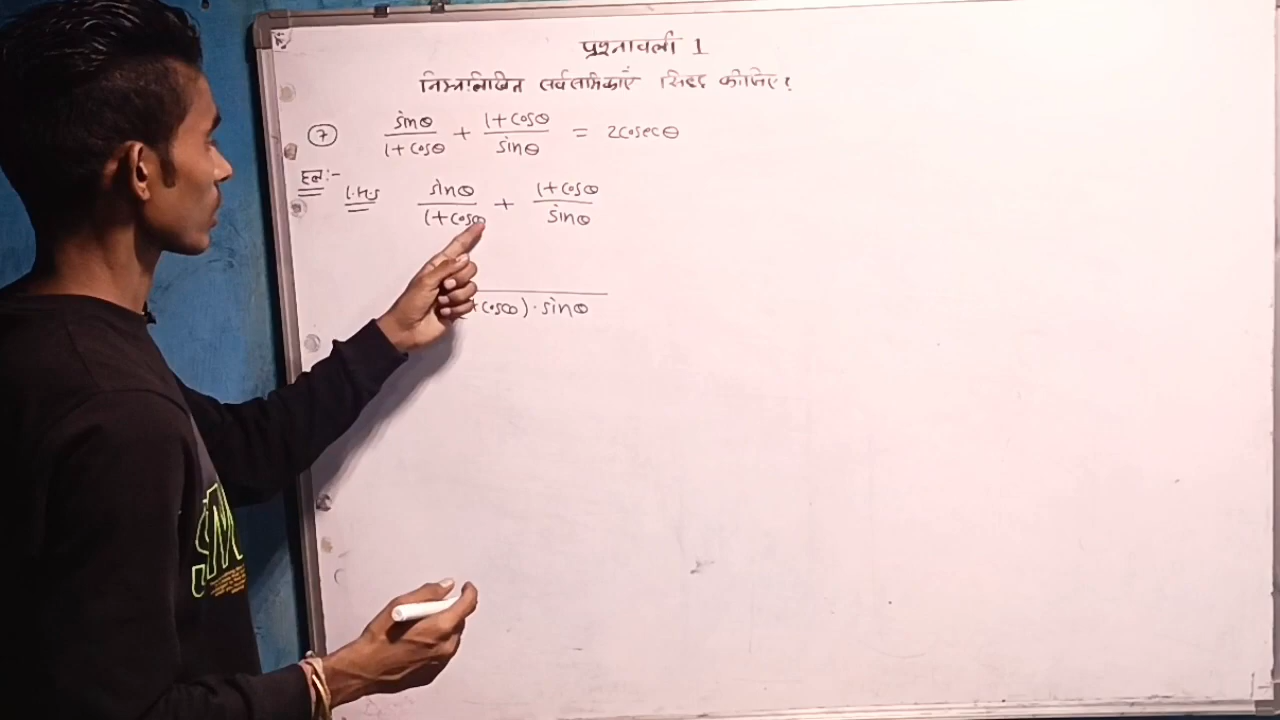 प्रश्नावली 1
निम्नलिखित सर्वसमिकाएँ सिद्ध कीजिए।
7 sinθ/1+cosθ + 1+cosθ/sinθ = 2cosecθ
हल:- L.H.S sinθ/1+cosθ + 1+cosθ/sinθ
+cosθ)·sinθ